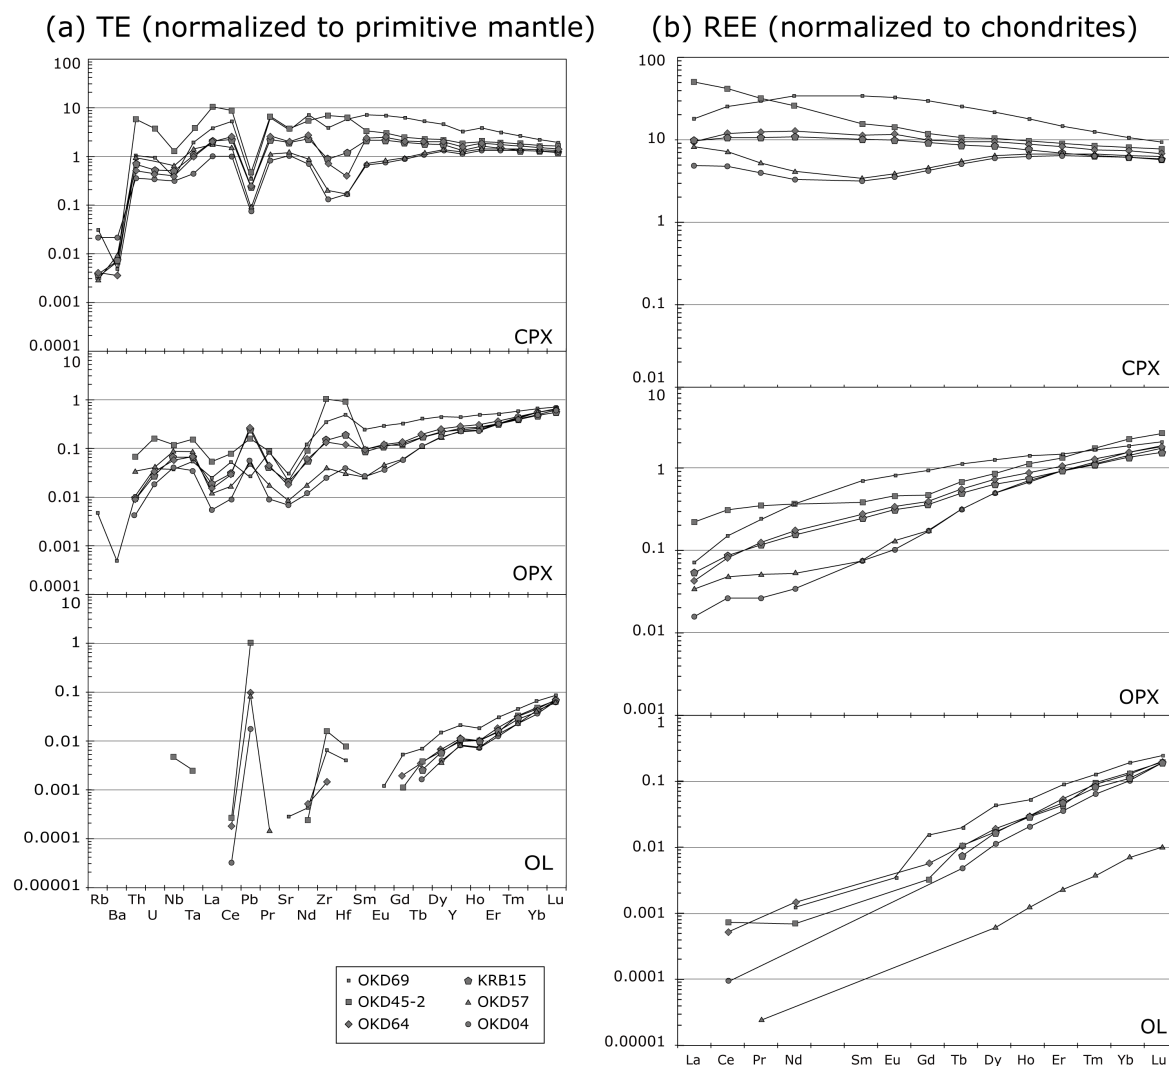 (a) TE (normalized to primitive mantle)
100
10
1
0.1
0.01
0.001
0.0001
CPX
10
1
0.1
0.01
0.001
0.0001
OPX
10
1
0.1
0.01
0.001
0.0001
0.00001
OL
Rb Th Nb La Pb Sr Zr Sm Gd Dy Ho Tm Lu
Ba U Ta Ce Pr Nd Hf Eu Tb Y Er Yb
OKD69 KRB15
OKD45-2 OKD57
OKD64 OKD04
(b) REE (normalized to chondrites)
100
10
1
0.1
0.01
CPX
10
1
0.1
0.01
0.001
OPX
1
0.1
0.01
0.001
0.0001
0.00001
OL
La Ce Pr Nd Sm Eu Gd Tb Dy Ho Er Tm Yb Lu